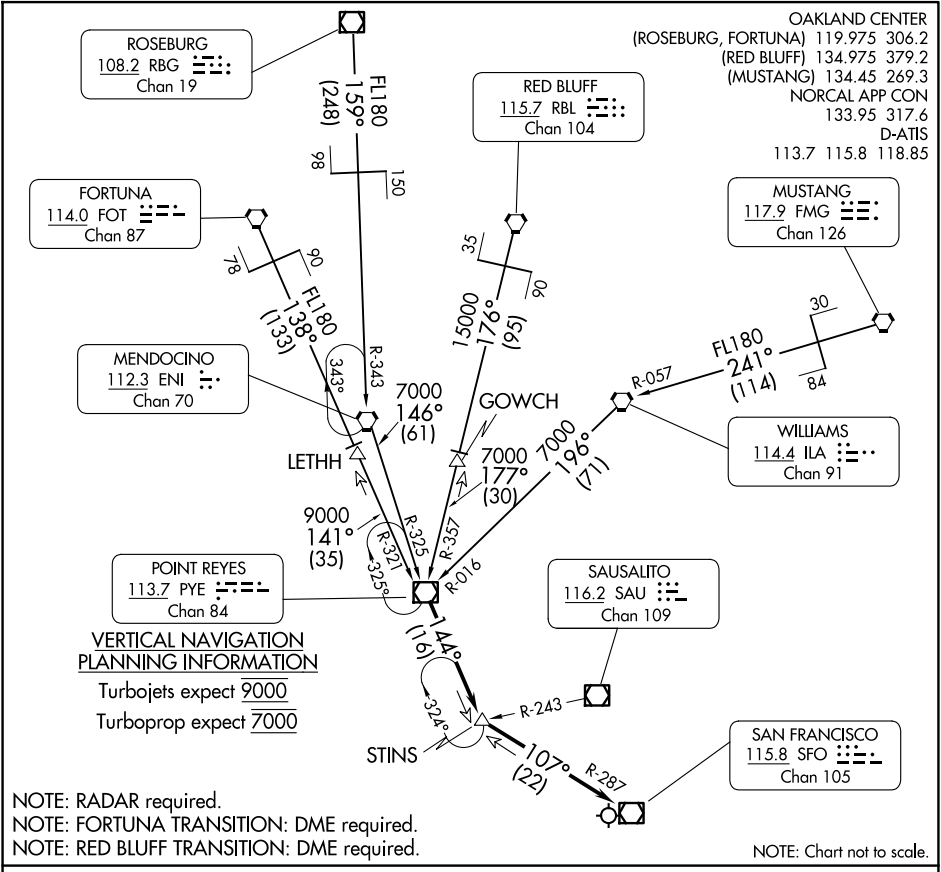 OAKLAND CENTER
(ROSEBURG, FORTUNA) 119.975 306.2
(RED BLUFF) 134.975 379.2
(MUSTANG) 134.45 269.3
NORCAL APP CON
133.95 317.6
D-ATIS
113.7 115.8 118.85
ROSEBURG
108.2 RBG
Chan 19
FL180
159°
(248)
98
150
RED BLUFF
115.7 RBL
Chan 104
FORTUNA
114.0 FOT
Chan 87
MUSTANG
117.9 FMG
Chan 126
78
90
FL180
138°
(133)
35
90
15000
176°
(95)
30
84
FL180
241°
(114)
R-057
MENDOCINO
112.3 ENI
Chan 70
343°
R-343
7000
146°
(61)
GOWCH
7000
196°
(71)
WILLIAMS
114.4 ILA
Chan 91
LETHH
7000
177°
(30)
9000
141°
(35)
R-321
R-325
R-357
R-016
325°
POINT REYES
113.7 PYE
Chan 84
SAUSALITO
116.2 SAU
Chan 109
144°
(16)
VERTICAL NAVIGATION
PLANNING INFORMATION
Turbojets expect 9000
Turboprop expect 7000
324°
R-243
STINS
107°
(22)
R-287
SAN FRANCISCO
115.8 SFO
Chan 105
NOTE: RADAR required.
NOTE: FORTUNA TRANSITION: DME required.
NOTE: RED BLUFF TRANSITION: DME required.
NOTE: Chart not to scale.